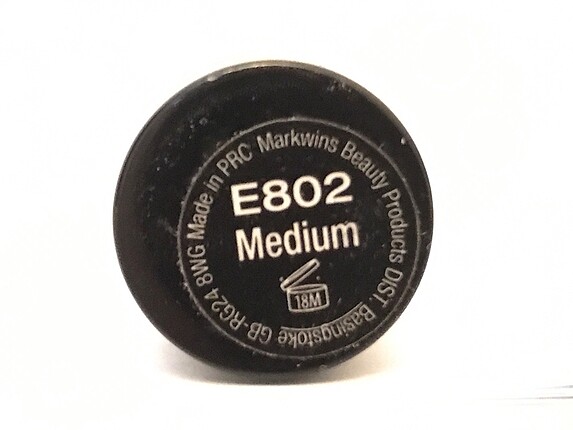 E802
Medium
18M
Made in PRC Markwins Beauty Products DIST. Basingstoke GB-RG24 8WG